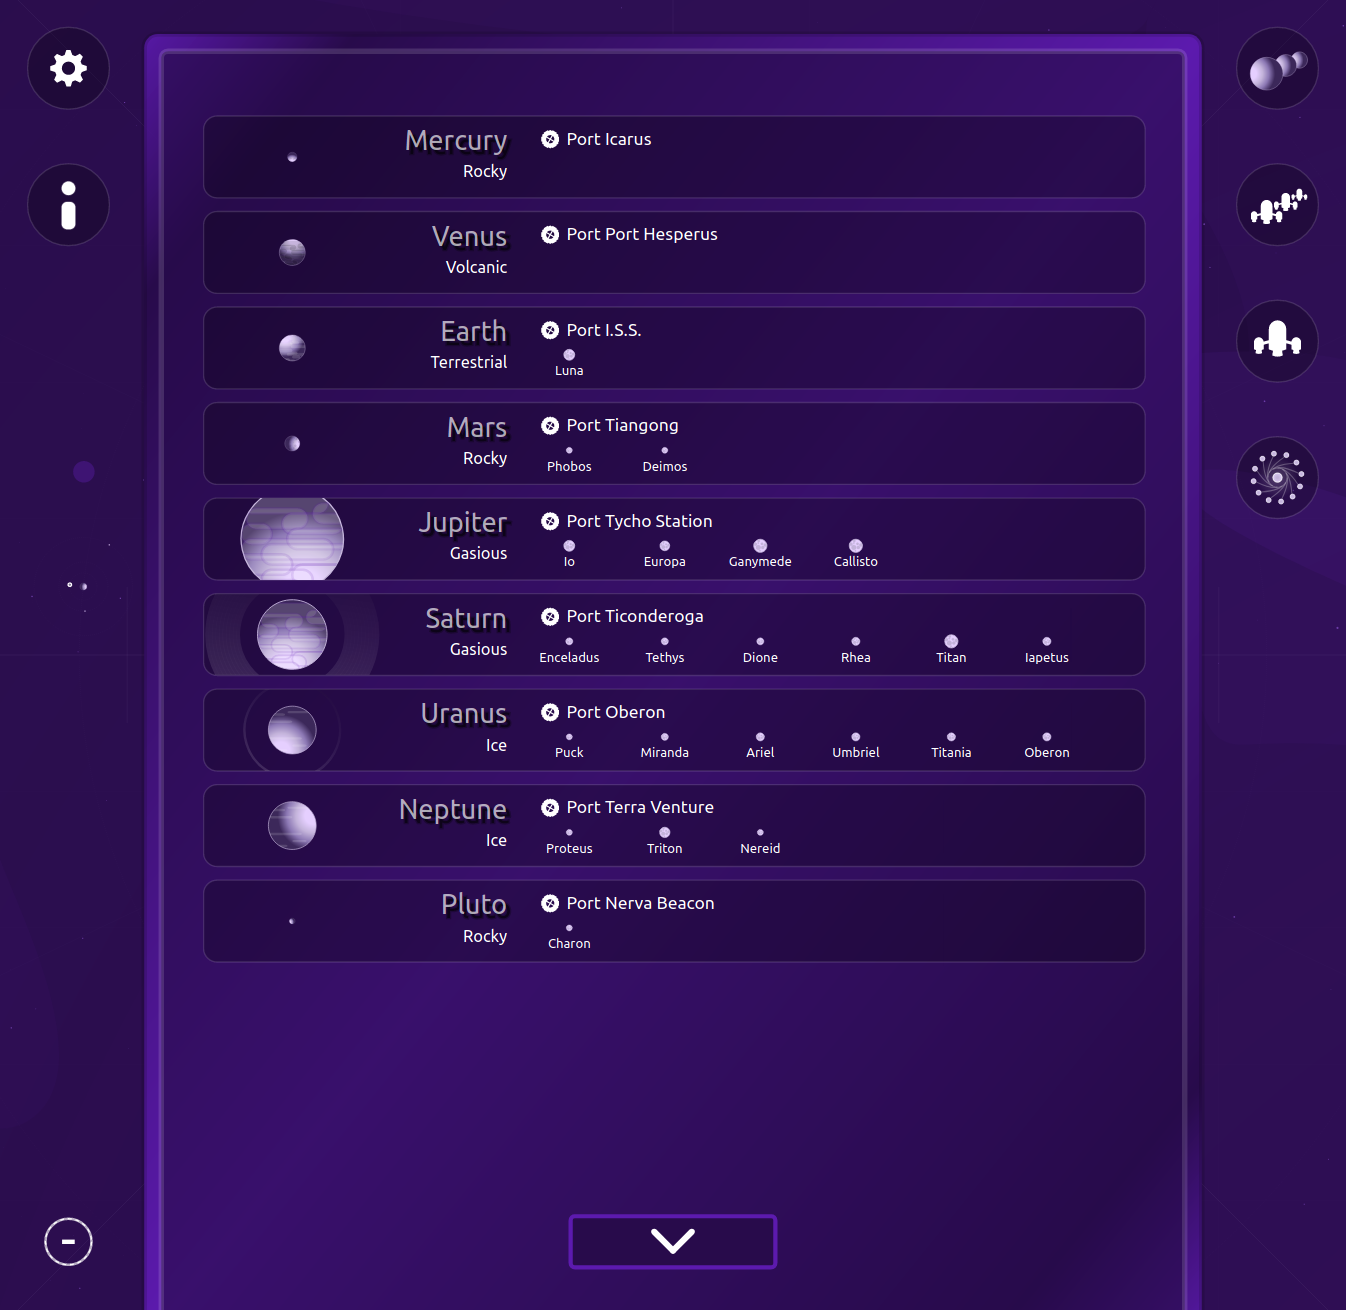 Mercury
Rocky
Port Icarus
Venus
Volcanic
Port Port Hesperus
Earth
Terrestrial
Port I.S.S.
Luna
Mars
Rocky
Port Tiangong
Phobos Deimos
Jupiter
Gasious
Port Tycho Station
Io Europa Ganymede Callisto
Saturn
Gasious
Port Ticonderoga
Enceladus Tethys Dione Rhea Titan Iapetus
Uranus
Ice
Port Oberon
Puck Miranda Ariel Umbriel Titania Oberon
Neptune
Ice
Port Terra Venture
Proteus Triton Nereid
Pluto
Rocky
Port Nerva Beacon
Charon